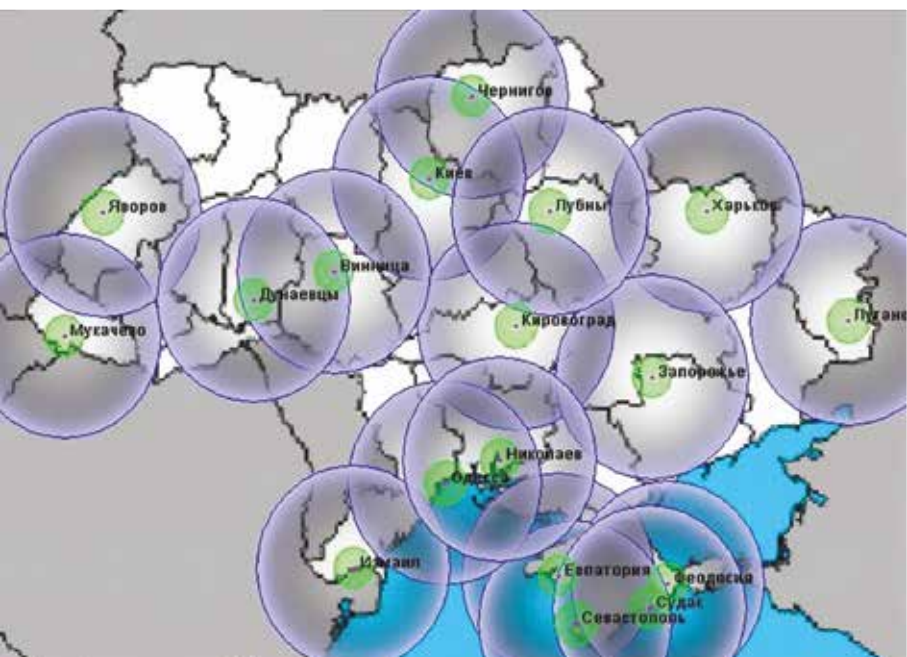 Чернигов
Киев
Яворов
Лубны
Харьков
Винница
Дунаевцы
Мукачево
Кировоград
Запорожье
Николаев
Одесса
Измаил
Евпатория
Феодосия
Судак
Севастополь